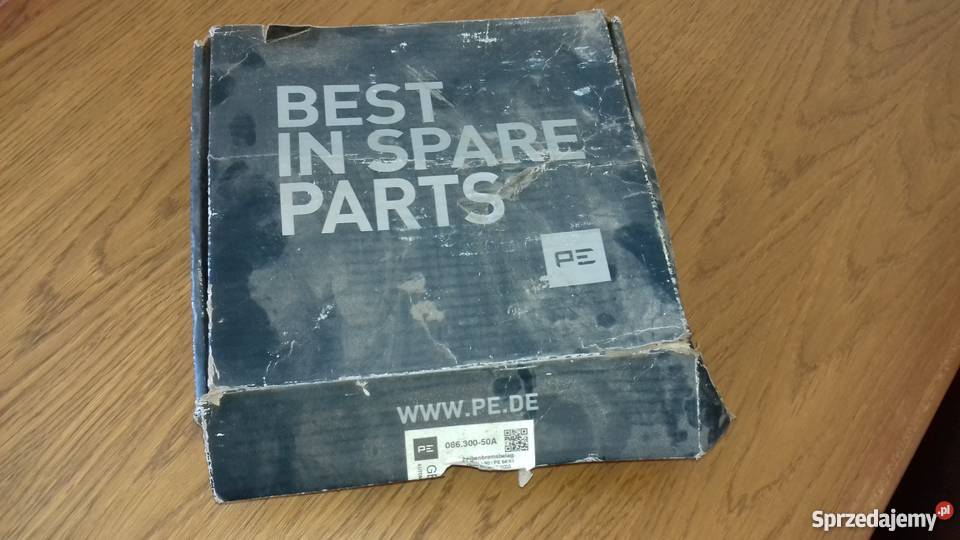 BEST
IN SPARE
PARTS
PE
WWW.PE.DE
PE
086.300-50A
Sprzedajemy.pl